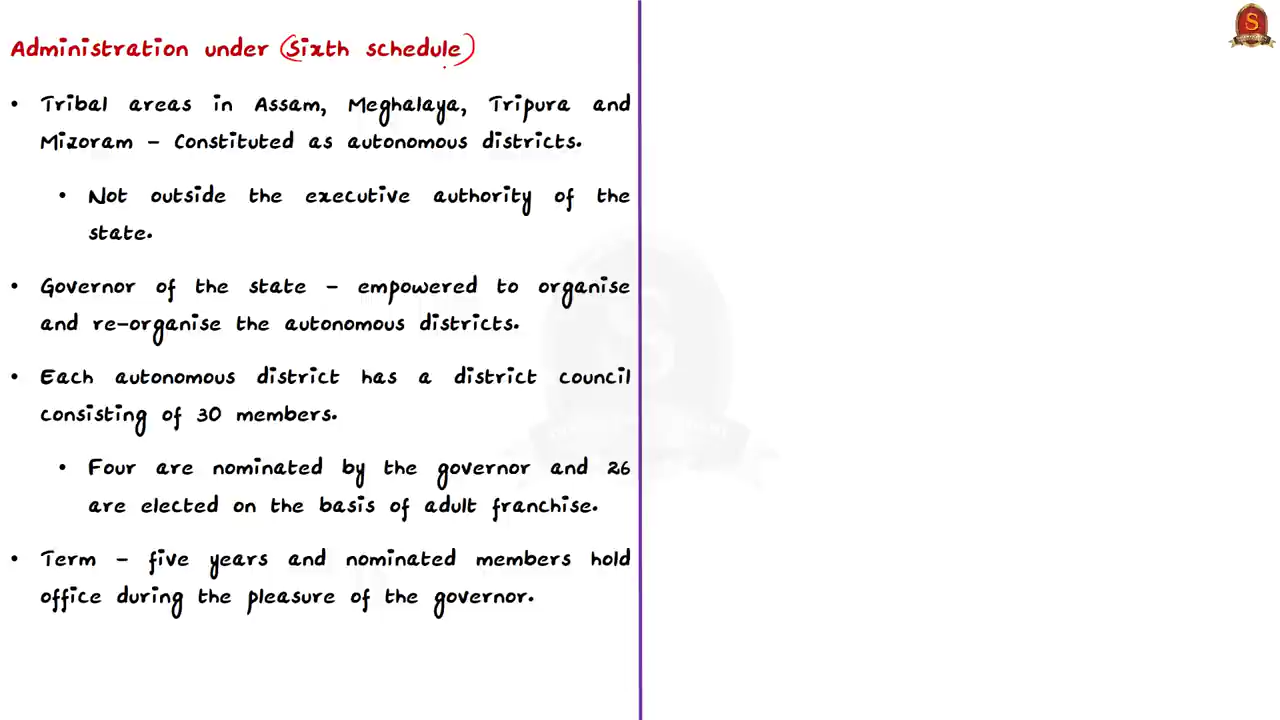 Administration under (Sixth schedule)
• Tribal areas in Assam, Meghalaya, Tripura and
Mizoram – Constituted as autonomous districts.
• Not outside the executive authority of the
state.
• Governor of the state – empowered to organise
and re-organise the autonomous districts.
• Each autonomous district has a district council
consisting of 30 members.
• Four are nominated by the governor and 26
are elected on the basis of adult franchise.
• Term – five years and nominated members hold
office during the pleasure of the governor.
S